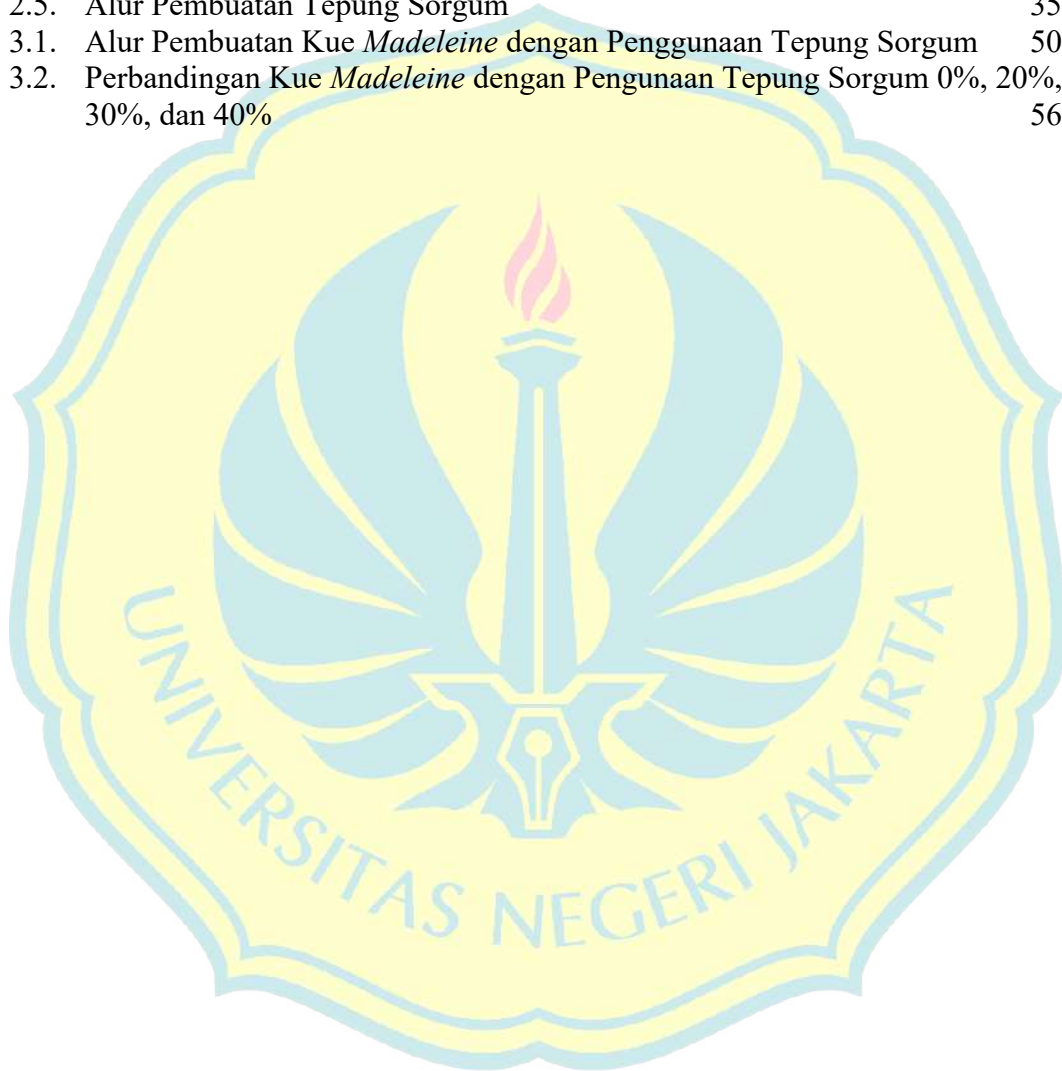 2.5. Alur Pembuatan Tepung Sorgum 35
3.1. Alur Pembuatan Kue Madeleine dengan Penggunaan Tepung Sorgum 50
3.2. Perbandingan Kue Madeleine dengan Pengunaan Tepung Sorgum 0%, 20%,
30%, dan 40% 56
UNIVERSITAS NEGERI JAKARTA